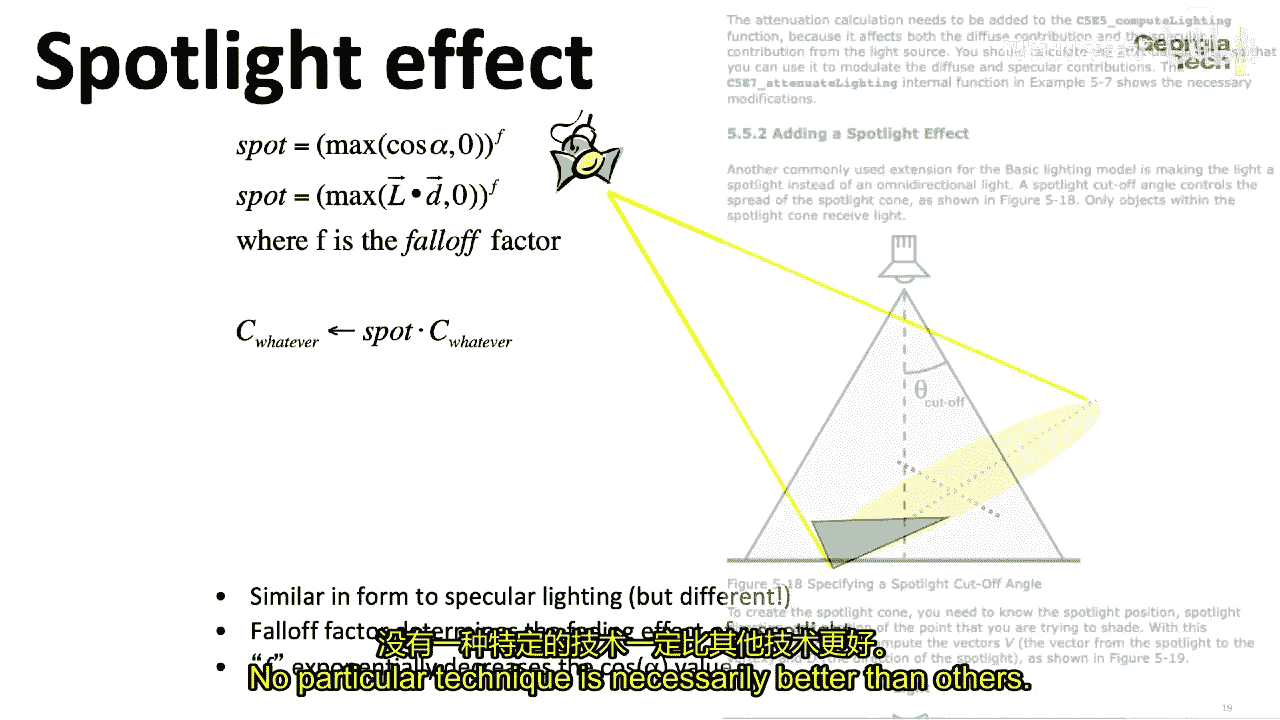 Spotlight effect
spot = (max(cos α,0))^f
spot = (max(L • d,0))^f
where f is the falloff factor
C_whatever ← spot · C_whatever
• Similar in form to specular lighting (but different!)
• Falloff factor determines the fading effect of
• "f" exponentially decreases the cos(α) value
The attenuation calculation needs to be added to the C5E5_computeLighting
function, because it affects both the diffuse contribution and the specular
contribution from the light source. You should calculate the that
you can use it to modulate the diffuse and specular contributions. The
C5E7_attenuateLighting internal function in Example 5-7 shows the necessary
modifications.
Georgia
Tech
5.5.2 Adding a Spotlight Effect
Another commonly used extension for the Basic lighting model is making the light a
spotlight instead of an omnidirectional light. A spotlight cut-off angle controls the
spread of the spotlight cone, as shown in Figure 5-18. Only objects within the
spotlight cone receive light.
θ cut-off
Figure 5-18 Specifying a Spotlight Cut-Off Angle
To create the spotlight cone, you need to know the spotlight position, spotlight
of the point that you are trying to shade. With this
compute the vectors V (the vector from the spotlight to the
direction of the spotlight), as shown in Figure 5-19.
没有一种特定的技术一定比其他技术更好。
No particular technique is necessarily better than others.
19